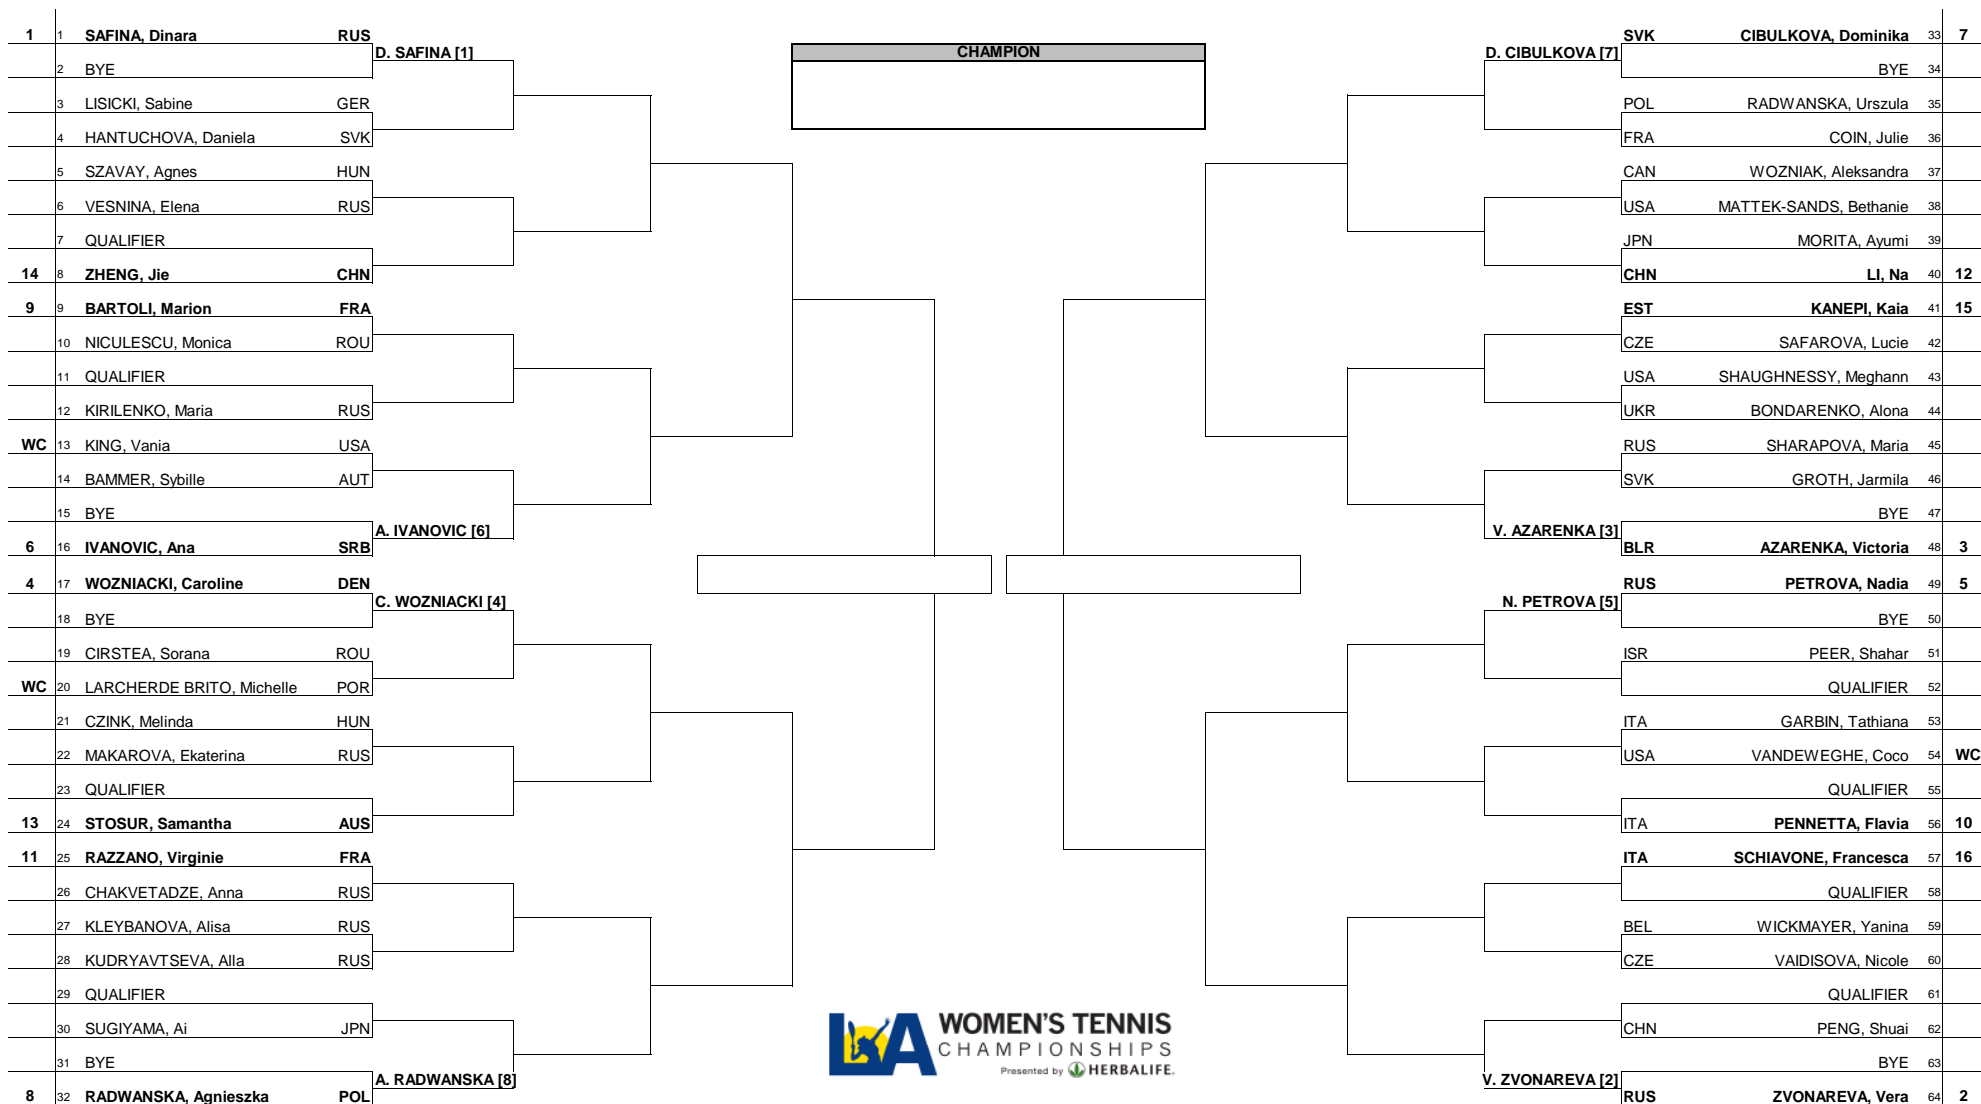 1 1 SAFINA, Dinara RUS
D. SAFINA [1]
2 BYE
3 LISICKI, Sabine GER
4 HANTUCHOVA, Daniela SVK
5 SZAVAY, Agnes HUN
6 VESNINA, Elena RUS
7 QUALIFIER
14 8 ZHENG, Jie CHN
9 9 BARTOLI, Marion FRA
10 NICULESCU, Monica ROU
11 QUALIFIER
12 KIRILENKO, Maria RUS
WC 13 KING, Vania USA
14 BAMMER, Sybille AUT
15 BYE
A. IVANOVIC [6]
6 16 IVANOVIC, Ana SRB
4 17 WOZNIACKI, Caroline DEN
C. WOZNIACKI [4]
18 BYE
19 CIRSTEA, Sorana ROU
WC 20 LARCHERDE BRITO, Michelle POR
21 CZINK, Melinda HUN
22 MAKAROVA, Ekaterina RUS
23 QUALIFIER
13 24 STOSUR, Samantha AUS
11 25 RAZZANO, Virginie FRA
26 CHAKVETADZE, Anna RUS
27 KLEYBANOVA, Alisa RUS
28 KUDRYAVTSEVA, Alla RUS
29 QUALIFIER
30 SUGIYAMA, Ai JPN
31 BYE
A. RADWANSKA [8]
8 32 RADWANSKA, Agnieszka POL
CHAMPION
LA WOMEN'S TENNIS
CHAMPIONSHIPS
Presented by HERBALIFE.
SVK CIBULKOVA, Dominika 33 7
D. CIBULKOVA [7]
BYE 34
POL RADWANSKA, Urszula 35
FRA COIN, Julie 36
CAN WOZNIAK, Aleksandra 37
USA MATTEK-SANDS, Bethanie 38
JPN MORITA, Ayumi 39
CHN LI, Na 40 12
EST KANEPI, Kaia 41 15
CZE SAFAROVA, Lucie 42
USA SHAUGHNESSY, Meghann 43
UKR BONDARENKO, Alona 44
RUS SHARAPOVA, Maria 45
SVK GROTH, Jarmila 46
BYE 47
V. AZARENKA [3]
BLR AZARENKA, Victoria 48 3
RUS PETROVA, Nadia 49 5
N. PETROVA [5]
BYE 50
ISR PEER, Shahar 51
QUALIFIER 52
ITA GARBIN, Tathiana 53
USA VANDEWEGHE, Coco 54 WC
QUALIFIER 55
ITA PENNETTA, Flavia 56 10
ITA SCHIAVONE, Francesca 57 16
QUALIFIER 58
BEL WICKMAYER, Yanina 59
CZE VAIDISOVA, Nicole 60
QUALIFIER 61
CHN PENG, Shuai 62
BYE 63
V. ZVONAREVA [2]
RUS ZVONAREVA, Vera 64 2